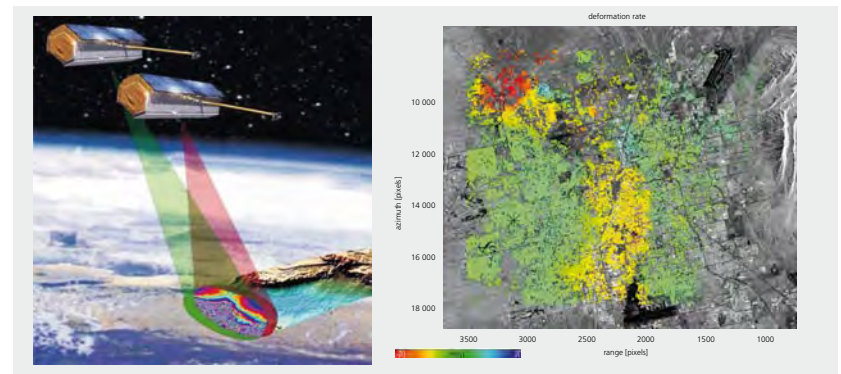 deformation rate
10 000
12 000
14 000
16 000
18 000
azimuth [pixels]
3500 3000 2500 2000 1500 1000
range [pixels]